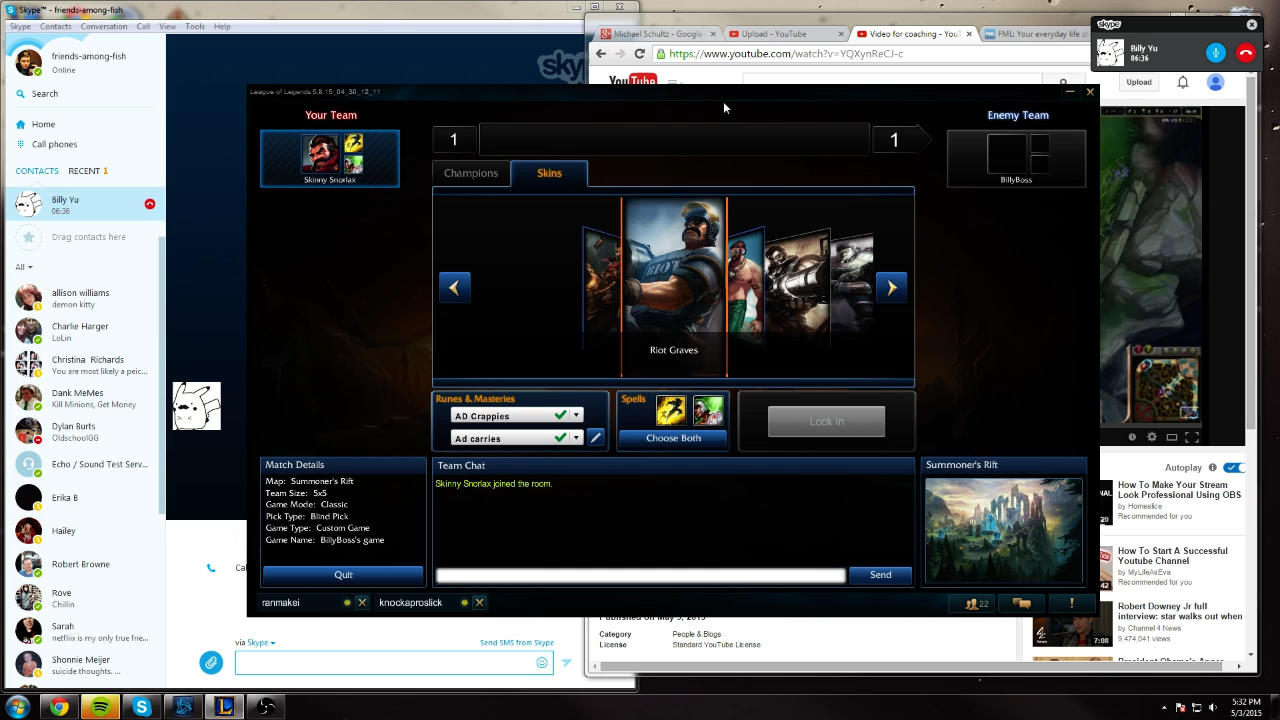 Skype™ - friends-among-fish
Skype Contacts Conversation Call View Tools Help
friends-among-fish
Online
Search
Home
Call phones
CONTACTS RECENT 1
Billy Yu
06:36
Drag contacts here
All
allison williams
demon kitty
Charlie Harger
LoLin
Christina Richards
You are most likely a peic...
Dank MeMes
Kill Minions, Get Money
Dylan Burts
OldschoolGG
Echo / Sound Test Serv...
Erika B
Hailey
Robert Browne
Rove
Chillin
Sarah
netflix is my only true frie...
Shonnie Meijer
suicide thoughts. ...
via Skype
Send SMS from Skype
Michael Schultz - Google+
Upload - YouTube
Video for coaching - YouT
FML: Your everyday life st
https://www.youtube.com/watch?v=YQXynReCJ-c
You
Upload
skype
Billy Yu
06:36
League of Legends 5.8.15_04_30_12_11
Your Team
Enemy Team
1
1
Skinny Snorlax
BillyBoss
Champions
Skins
RIOT
Riot Graves
Runes & Masteries
AD Crappies
Ad carries
Spells
Choose Both
Lock In
Match Details
Map: Summoner's Rift
Team Size: 5x5
Game Mode: Classic
Pick Type: Blind Pick
Game Type: Custom Game
Game Name: BillyBoss's game
Quit
Team Chat
Skinny Snorlax joined the room.
Send
Summoner's Rift
ranmakei
knockaproslick
22
Category People & Blogs
License Standard YouTube License
Autoplay
How To Make Your Stream
Look Professional Using OBS
by Homeslice
Recommended for you
How To Start A Successful
Youtube Channel
by MyLifeAsEva
Recommended for you
Robert Downey Jr full
interview: star walks out when
by Channel 4 News
9,474,041 views
7:08
5:32 PM
5/3/2015